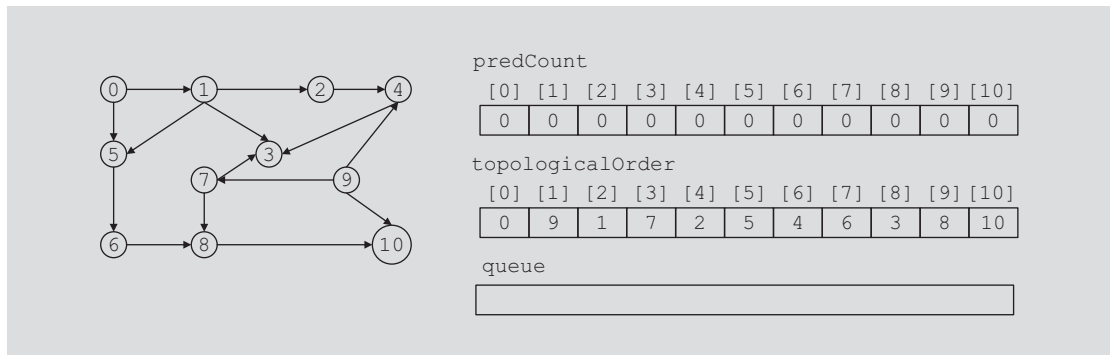 0 1 2 4
5 3
7 9
6 8 10
predCount
[0] [1] [2] [3] [4] [5] [6] [7] [8] [9] [10]
0 0 0 0 0 0 0 0 0 0 0
topologicalOrder
[0] [1] [2] [3] [4] [5] [6] [7] [8] [9] [10]
0 9 1 7 2 5 4 6 3 8 10
queue